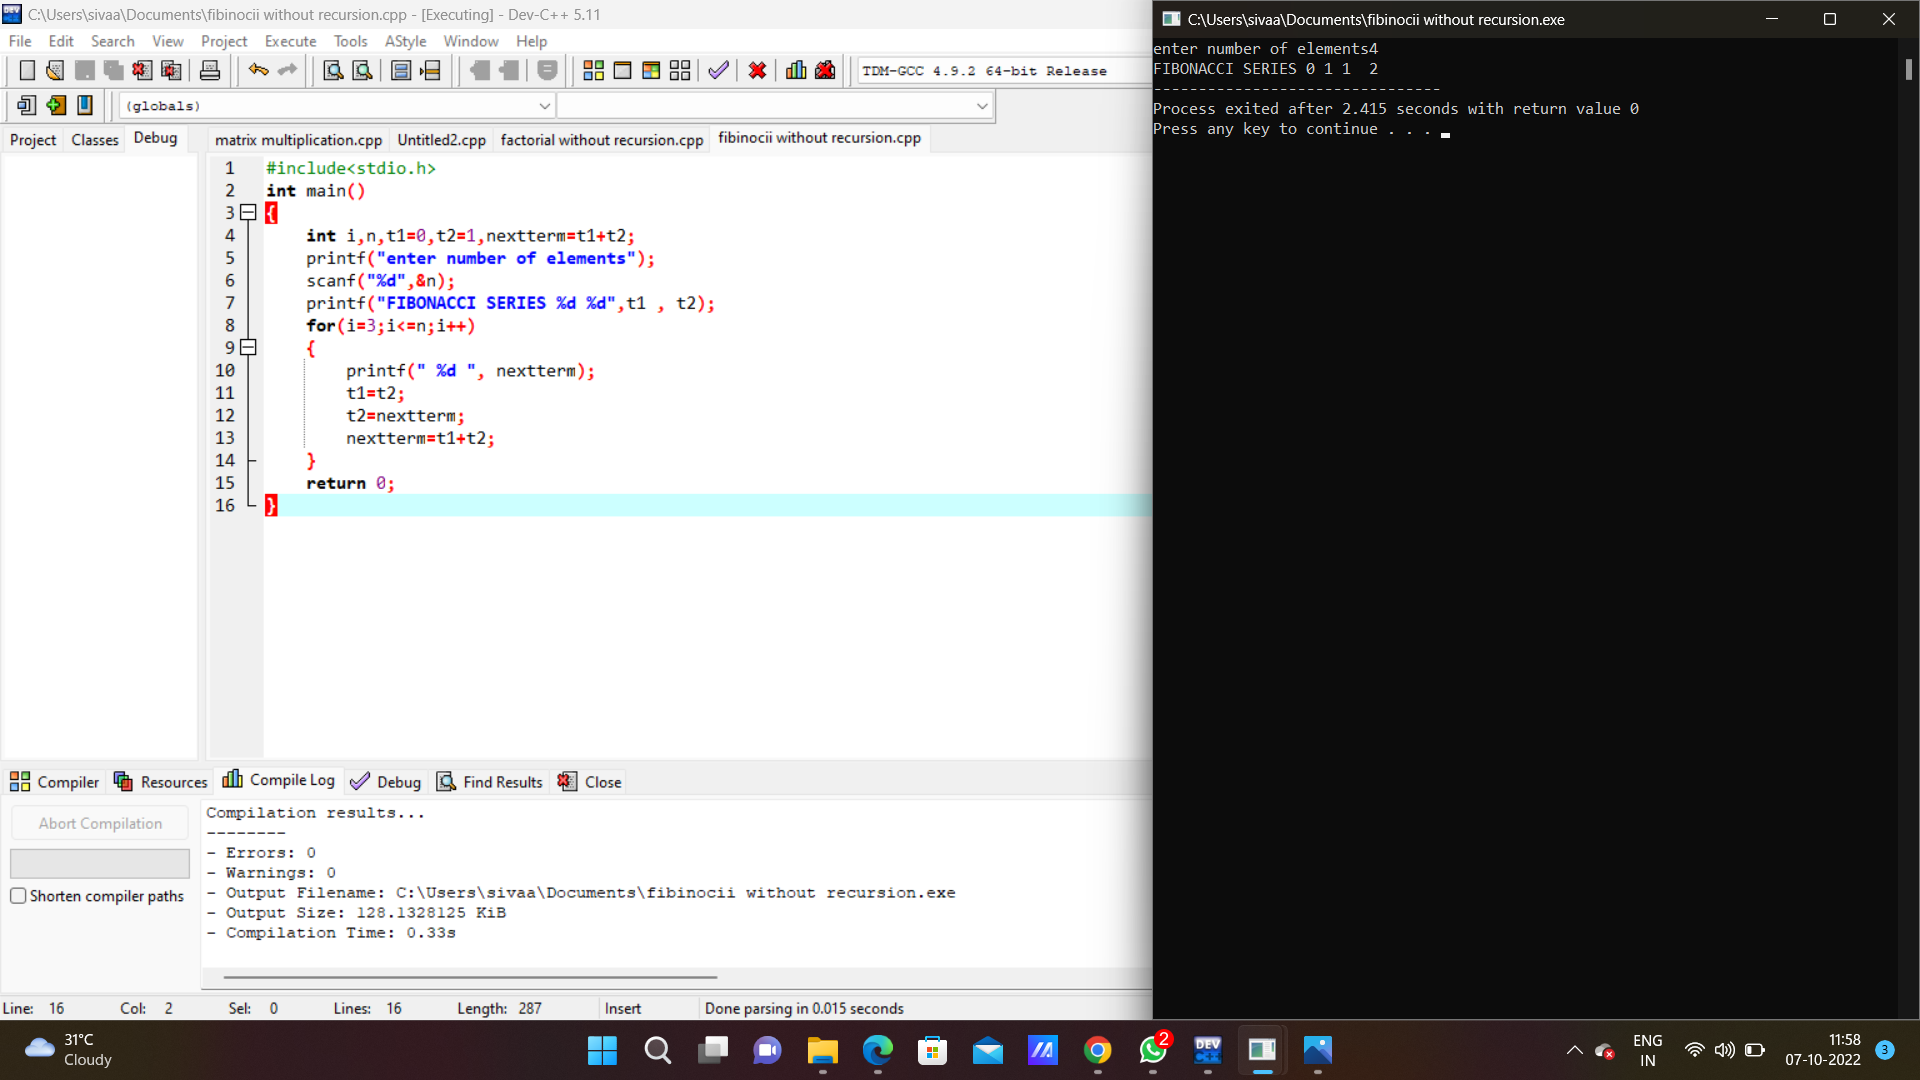 C:\Users\sivaa\Documents\fibinocii without recursion.cpp - [Executing] - Dev-C++ 5.11
File Edit Search View Project Execute Tools AStyle Window Help
TDM-GCC 4.9.2 64-bit Release
(globals)
Project Classes Debug
matrix multiplication.cpp Untitled2.cpp factorial without recursion.cpp fibinocii without recursion.cpp
1 #include<stdio.h>
2 int main()
3 {
4 int i,n,t1=0,t2=1,nextterm=t1+t2;
5 printf("enter number of elements");
6 scanf("%d",&n);
7 printf("FIBONACCI SERIES %d %d",t1 , t2);
8 for(i=3;i<=n;i++)
9 {
10 printf(" %d ", nextterm);
11 t1=t2;
12 t2=nextterm;
13 nextterm=t1+t2;
14 }
15 return 0;
16 }
Compiler Resources Compile Log Debug Find Results Close
Abort Compilation
Shorten compiler paths
Compilation results...
--------
- Errors: 0
- Warnings: 0
- Output Filename: C:\Users\sivaa\Documents\fibinocii without recursion.exe
- Output Size: 128.1328125 KiB
- Compilation Time: 0.33s
Line: 16 Col: 2 Sel: 0 Lines: 16 Length: 287 Insert Done parsing in 0.015 seconds
C:\Users\sivaa\Documents\fibinocii without recursion.exe
enter number of elements4
FIBONACCI SERIES 0 1 1  2
--------------------------------
Process exited after 2.415 seconds with return value 0
Press any key to continue . . .
31°C
Cloudy
2
DEV
C++
ENG
IN
11:58
07-10-2022
3